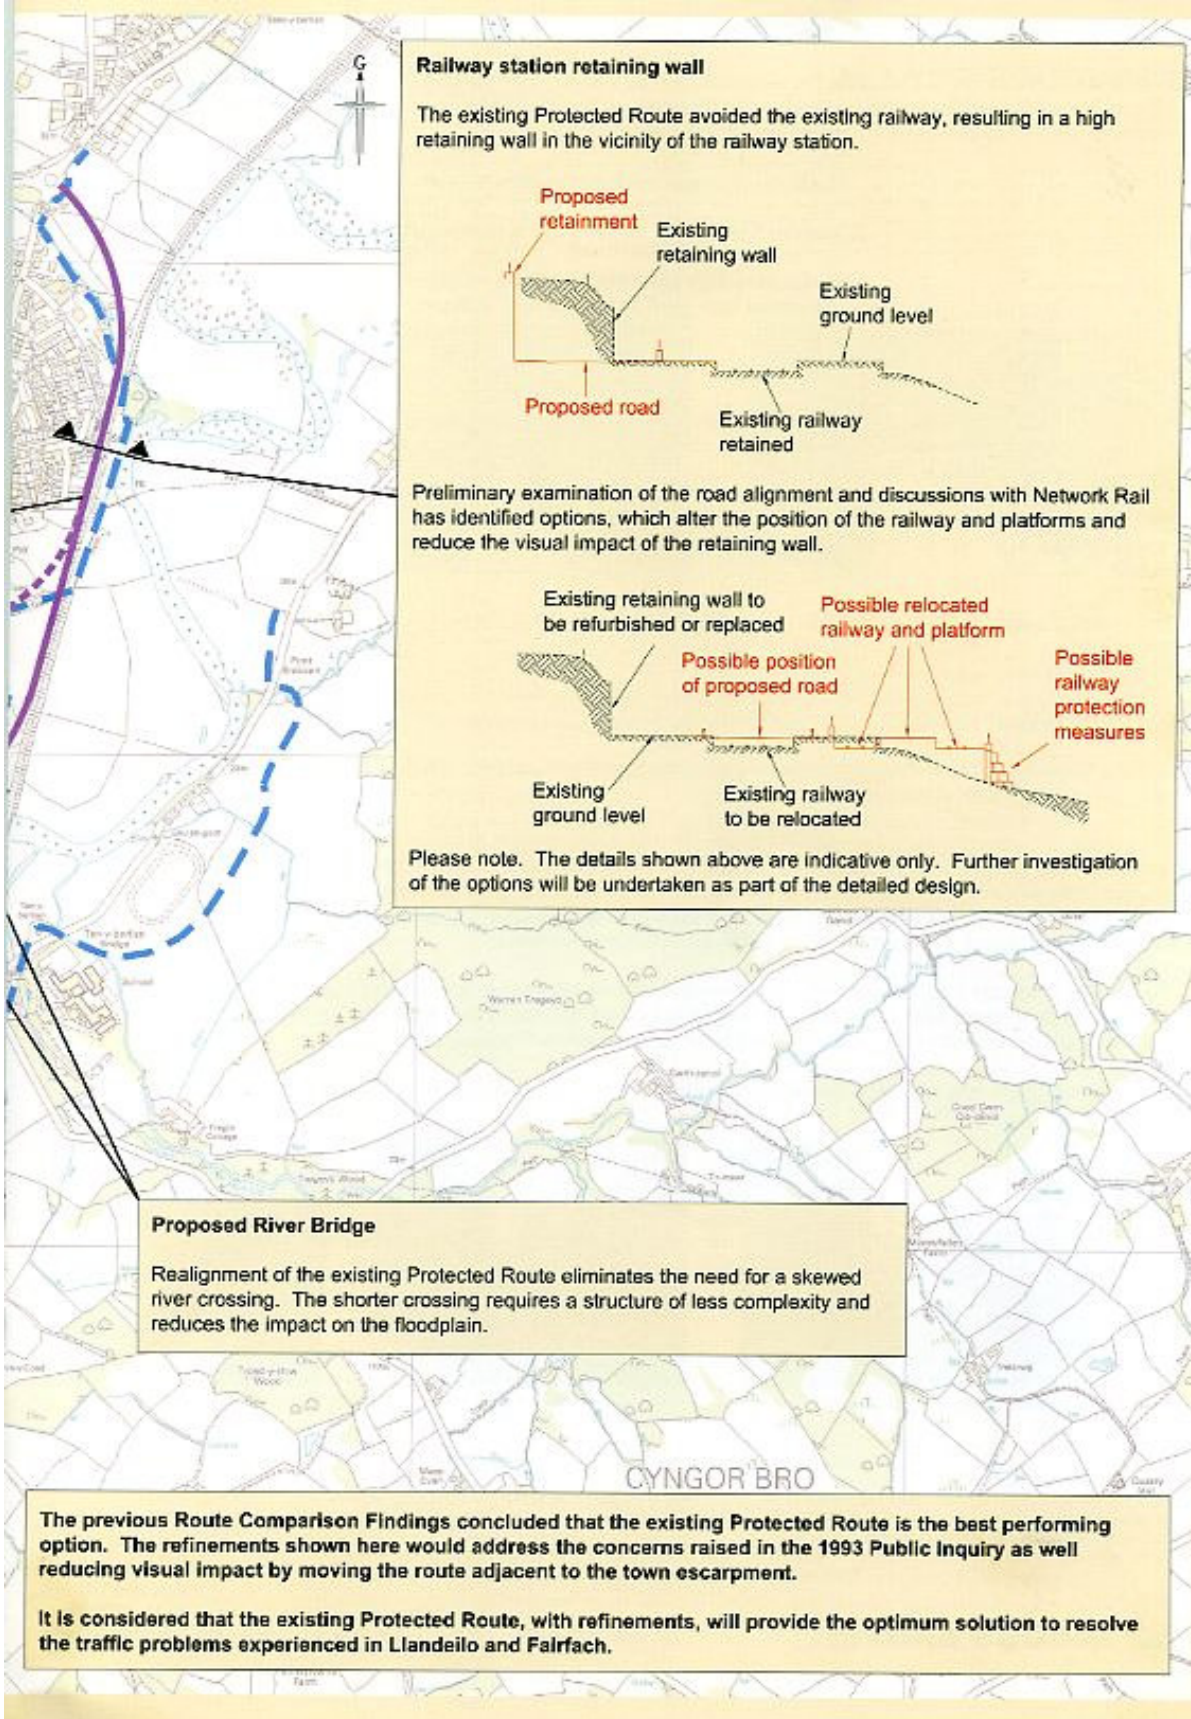 G
Railway station retaining wall
The existing Protected Route avoided the existing railway, resulting in a high
retaining wall in the vicinity of the railway station.
Proposed
retainment
Existing
retaining wall
Existing
ground level
Proposed road
Existing railway
retained
Preliminary examination of the road alignment and discussions with Network Rail
has identified options, which alter the position of the railway and platforms and
reduce the visual impact of the retaining wall.
Existing retaining wall to
be refurbished or replaced
Possible relocated
railway and platform
Possible position
of proposed road
Possible
railway
protection
measures
Existing
ground level
Existing railway
to be relocated
Please note. The details shown above are indicative only. Further investigation
of the options will be undertaken as part of the detailed design.
Proposed River Bridge
Realignment of the existing Protected Route eliminates the need for a skewed
river crossing. The shorter crossing requires a structure of less complexity and
reduces the impact on the floodplain.
CYNGOR BRO
The previous Route Comparison Findings concluded that the existing Protected Route is the best performing
option. The refinements shown here would address the concerns raised in the 1993 Public Inquiry as well
reducing visual impact by moving the route adjacent to the town escarpment.
It is considered that the existing Protected Route, with refinements, will provide the optimum solution to resolve
the traffic problems experienced in Llandeilo and Fairfach.